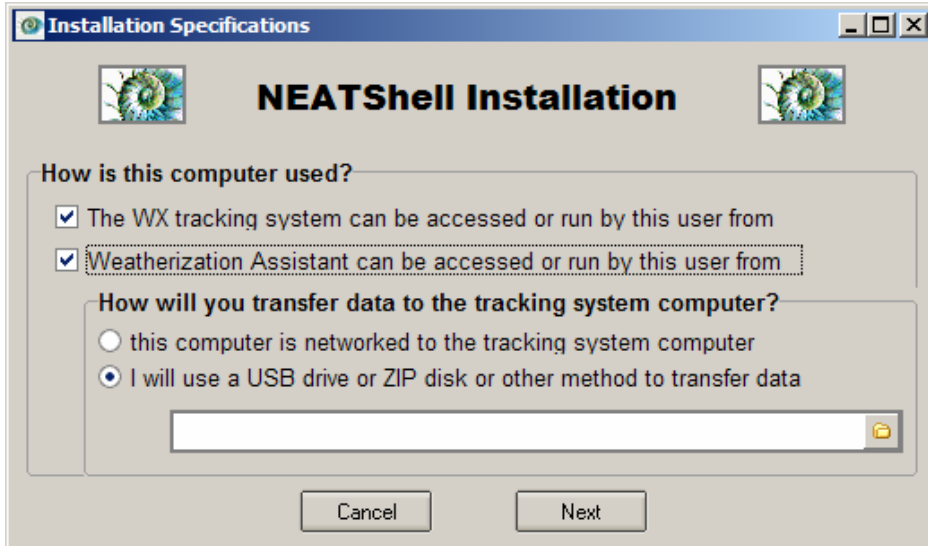 Installation Specifications
NEATShell Installation
How is this computer used?
The WX tracking system can be accessed or run by this user from
Weatherization Assistant can be accessed or run by this user from
How will you transfer data to the tracking system computer?
this computer is networked to the tracking system computer
I will use a USB drive or ZIP disk or other method to transfer data
Cancel
Next